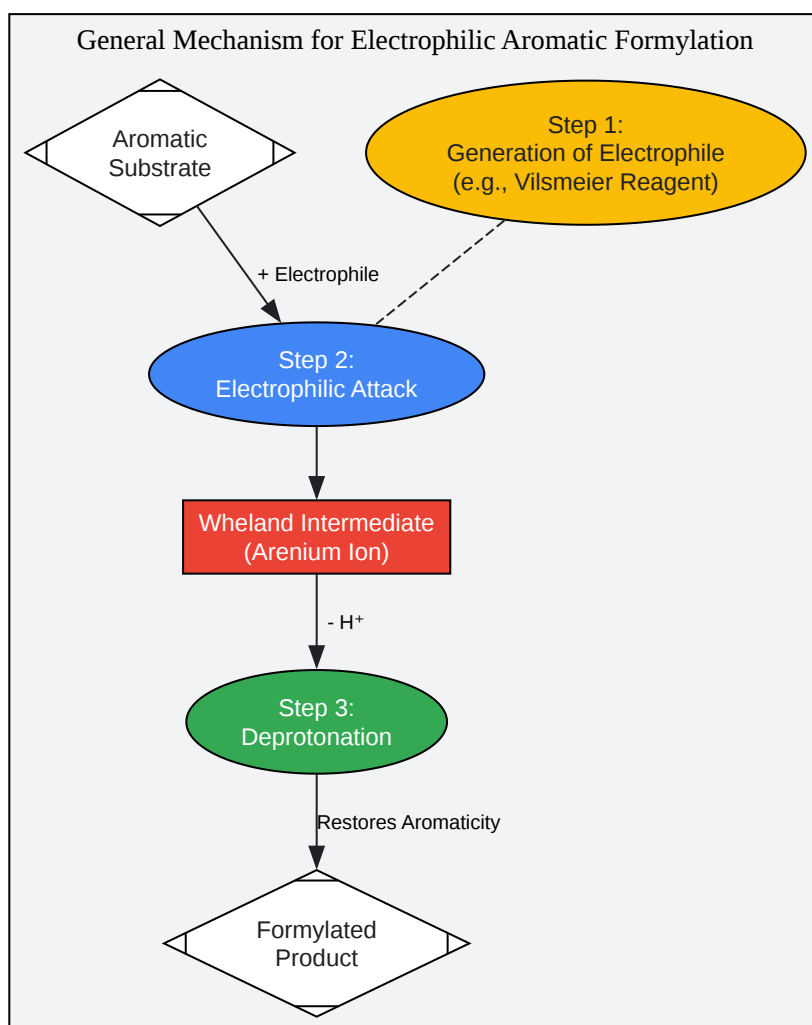 General Mechanism for Electrophilic Aromatic Formylation
Aromatic
Substrate
Step 1:
Generation of Electrophile
(e.g., Vilsmeier Reagent)
+ Electrophile
Step 2:
Electrophilic Attack
Wheland Intermediate
(Arenium Ion)
- H⁺
Step 3:
Deprotonation
Restores Aromaticity
Formylated
Product